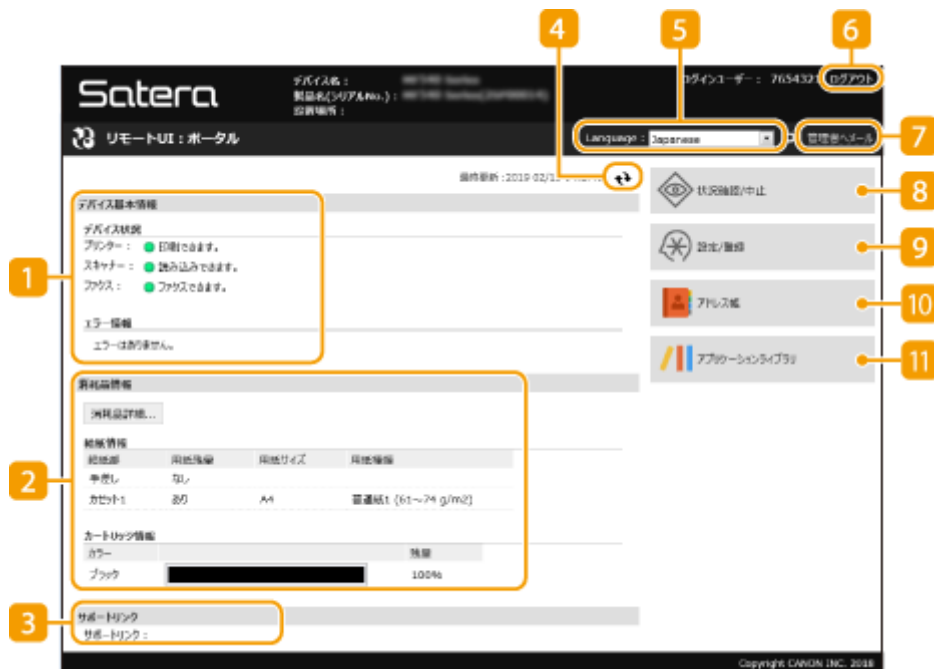 4 5 6
Satera
デバイス名 :
製品名(シリアルNo.) :
設置場所 :
ログインユーザー : 7654321 ログアウト
リモートUI : ポータル
Language : Japanese
管理者へメール
7
最終更新 :2019 02/
デバイス基本情報
デバイス状況
プリンター : 印刷できます。
スキャナー : 読み込みできます。
ファクス : ファクスできます。
エラー情報
エラーはありません。
1
消耗品情報
消耗品詳細...
給紙情報
給紙部 用紙残量 用紙サイズ 用紙種類
手差し なし
カセット1 あり A4 普通紙1 (61～74 g/m2)
カートリッジ情報
カラー 残量
ブラック 100%
2
サポートリンク
サポートリンク :
3
状況確認/中止
8
設定/登録
9
アドレス帳
10
アプリケーションライブラリ
11
Copyright CANON INC. 2018